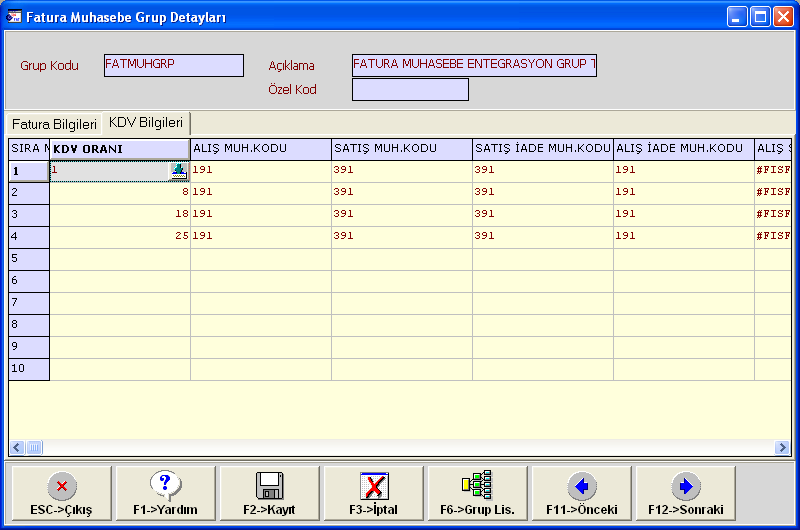 Fatura Muhasebe Grup Detayları
Grup Kodu FATMUHGRP Açıklama FATURA MUHASEBE ENTEGRASYON GRUP T
Özel Kod
Fatura Bilgileri KDV Bilgileri
SIRA N KDV ORANI ALIŞ MUH.KODU SATIŞ MUH.KODU SATIŞ İADE MUH.KODU ALIŞ İADE MUH.KODU ALIŞ S
1 1 191 391 391 191 #FISF
2 8 191 391 391 191 #FISF
3 18 191 391 391 191 #FISF
4 25 191 391 391 191 #FISF
5
6
7
8
9
10
ESC->Çıkış F1->Yardım F2->Kayıt F3->İptal F6->Grup Lis. F11->Önceki F12->Sonraki